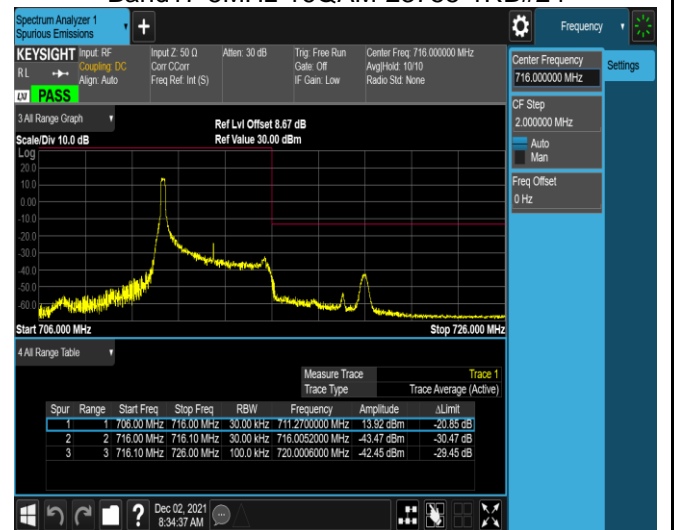 Spectrum Analyzer 1
Spurious Emissions
+
Frequency
KEYSIGHT
RL
LXI PASS
Input: RF
Coupling: DC
Align: Auto
Input Z: 50 Ω
Corr CCorr
Freq Ref: Int (S)
Atten: 30 dB
Trig: Free Run
Gate: Off
IF Gain: Low
Center Freq: 716.000000 MHz
Avg|Hold: 10/10
Radio Std: None
Center Frequency
716.000000 MHz
Settings
CF Step
2.000000 MHz
Auto
Man
Freq Offset
0 Hz
3 All Range Graph
Scale/Div 10.0 dB
Ref Lvl Offset 8.67 dB
Ref Value 30.00 dBm
Log
20.0
10.0
0.00
-10.0
-20.0
-30.0
-40.0
-50.0
-60.0
Start 706.000 MHz
Stop 726.000 MHz
4 All Range Table
Measure Trace Trace 1
Trace Type Trace Average (Active)
Spur Range Start Freq Stop Freq RBW Frequency Amplitude ΔLimit
1 1 706.00 MHz 716.00 MHz 30.00 kHz 711.2700000 MHz 13.92 dBm -20.85 dB
2 2 716.00 MHz 716.10 MHz 30.00 kHz 716.0052000 MHz -43.47 dBm -30.47 dB
3 3 716.10 MHz 726.00 MHz 100.0 kHz 720.0006000 MHz -42.45 dBm -29.45 dB
?
Dec 02, 2021
8:34:37 AM